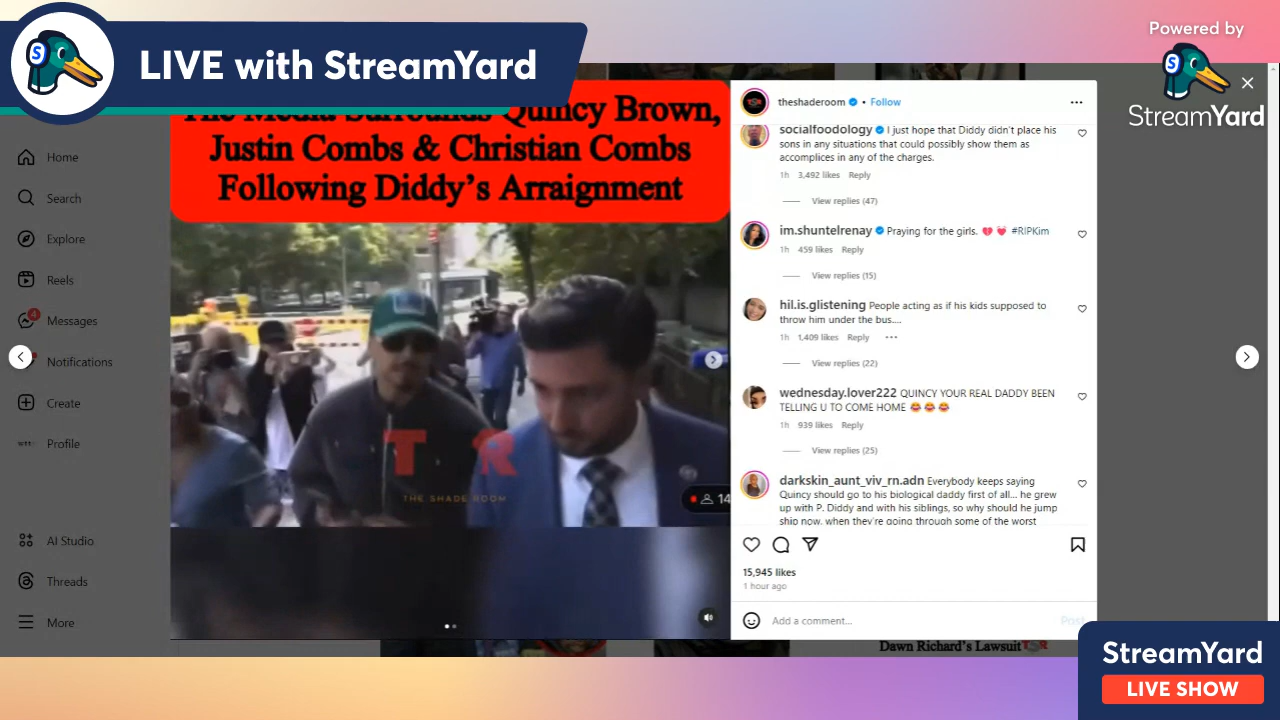 LIVE with StreamYard
Powered by
StreamYard
The Media Surrounds Quincy Brown,
Justin Combs & Christian Combs
Following Diddy's Arraignment
Home
Search
Explore
Reels
4
Messages
Notifications
Create
Profile
AI Studio
Threads
More
T R
THE SHADE ROOM
14
theshaderoom • Follow
socialfoodology I just hope that Diddy didn't place his
sons in any situations that could possibly show them as
accomplices in any of the charges.
1h 3,492 likes Reply
View replies (47)
im.shuntelrenay Praying for the girls. 💔 💓 #RIPKim
1h 459 likes Reply
View replies (15)
hil.is.glistening People acting as if his kids supposed to
throw him under the bus....
1h 1,409 likes Reply
View replies (22)
wednesday.lover222 QUINCY YOUR REAL DADDY BEEN
TELLING U TO COME HOME 😂😂😂
1h 939 likes Reply
View replies (25)
darkskin_aunt_viv_rn.adn Everybody keeps saying
Quincy should go to his biological daddy first of all... he grew
up with P. Diddy and with his siblings, so why should he jump
ship now, when they're going through some of the worst
15,945 likes
1 hour ago
Add a comment...
Post
Dawn Richard's Lawsuit
StreamYard
LIVE SHOW